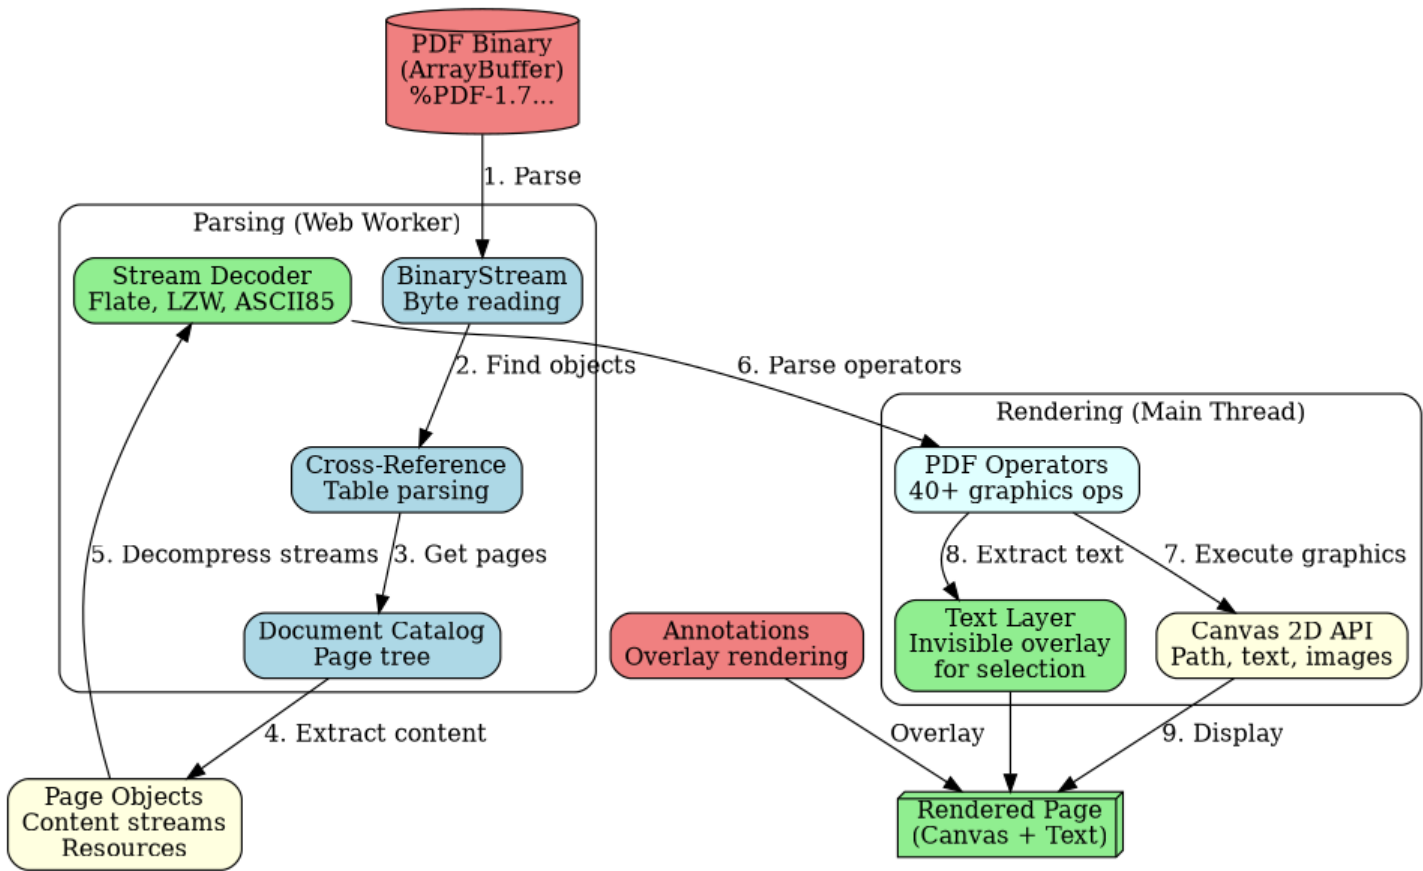 PDF Binary
(ArrayBuffer)
%PDF-1.7...
1. Parse
Parsing (Web Worker)
Stream Decoder
Flate, LZW, ASCII85
BinaryStream
Byte reading
2. Find objects
6. Parse operators
Rendering (Main Thread)
Cross-Reference
Table parsing
PDF Operators
40+ graphics ops
5. Decompress streams
3. Get pages
8. Extract text
7. Execute graphics
Document Catalog
Page tree
Annotations
Overlay rendering
Text Layer
Invisible overlay
for selection
Canvas 2D API
Path, text, images
4. Extract content
Overlay
9. Display
Page Objects
Content streams
Resources
Rendered Page
(Canvas + Text)